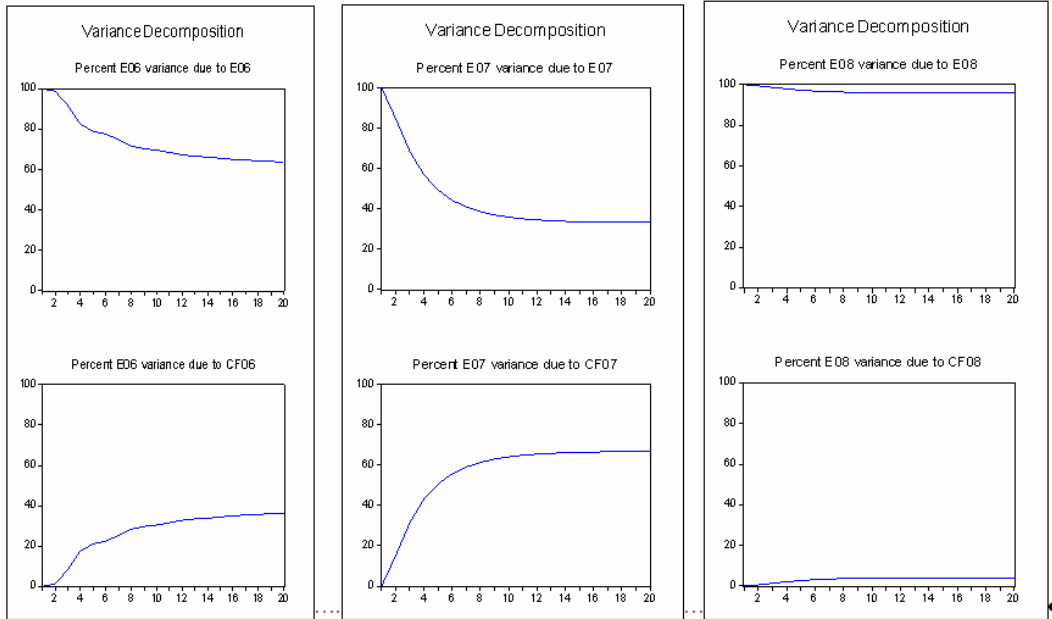 Variance Decomposition
Percent E06 variance due to E06
100
80
60
40
20
0
2 4 6 8 10 12 14 16 18 20
Percent E06 variance due to CF06
100
80
60
40
20
0
2 4 6 8 10 12 14 16 18 20
Variance Decomposition
Percent E07 variance due to E07
100
80
60
40
20
0
2 4 6 8 10 12 14 16 18 20
Percent E07 variance due to CF07
100
80
60
40
20
0
2 4 6 8 10 12 14 16 18 20
Variance Decomposition
Percent E08 variance due to E08
100
80
60
40
20
0
2 4 6 8 10 12 14 16 18 20
Percent E08 variance due to CF08
100
80
60
40
20
0
2 4 6 8 10 12 14 16 18 20